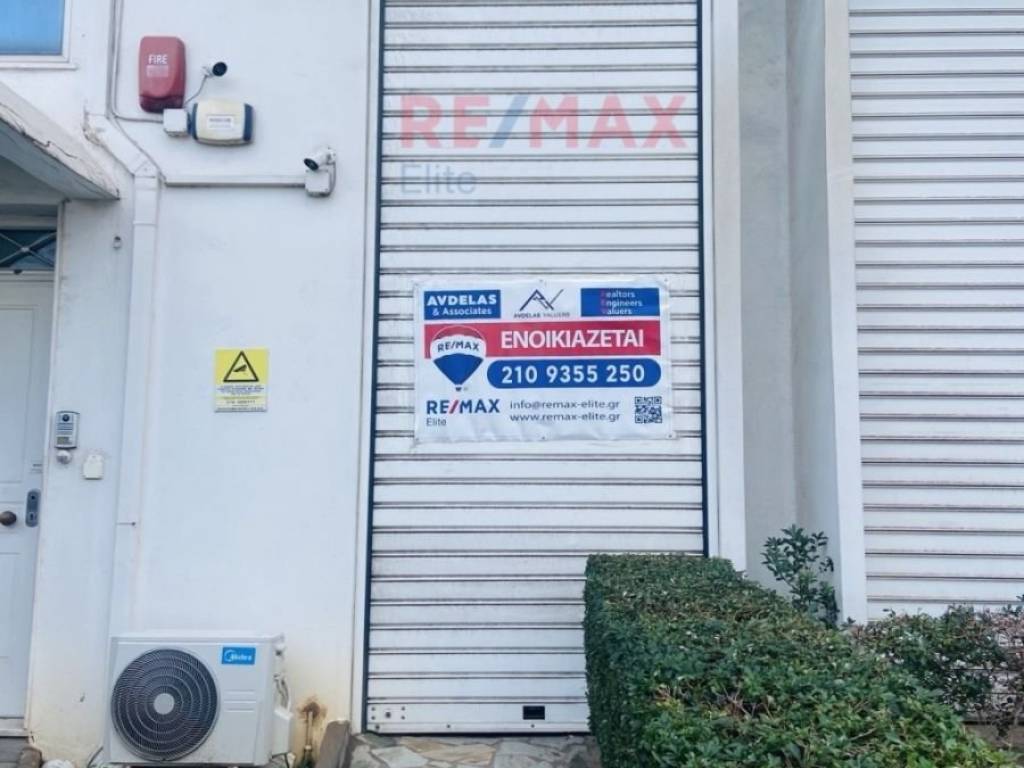 FIRE
RE/MAX
Elite
AVDELAS
& Associates
AVDELAS VALUERS
Realtors
Engineers
Valuers
RE/MAX
ΕΝΟΙΚΙΑΖΕΤΑΙ
210 9355 250
RE/MAX
Elite
info@remax-elite.gr
www.remax-elite.gr
Midea